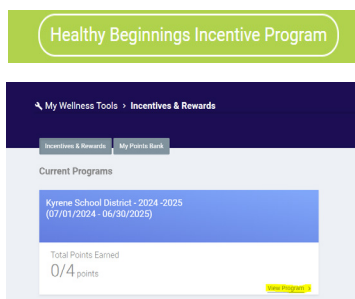 Healthy Beginnings Incentive Program
My Wellness Tools > Incentives & Rewards
Incentives & Rewards My Points Bank
Current Programs
Kyrene School District - 2024 -2025
(07/01/2024 - 06/30/2025)
Total Points Earned
0/4 points
View Program >